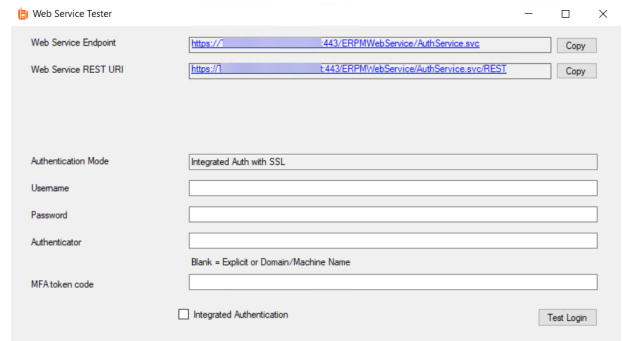 Web Service Tester
Web Service Endpoint https:// :443/ERPMWebService/AuthService.svc Copy
Web Service REST URI https:// :443/ERPMWebService/AuthService.svc/REST Copy
Authentication Mode Integrated Auth with SSL
Username
Password
Authenticator
Blank = Explicit or Domain/Machine Name
MFA token code
Integrated Authentication Test Login